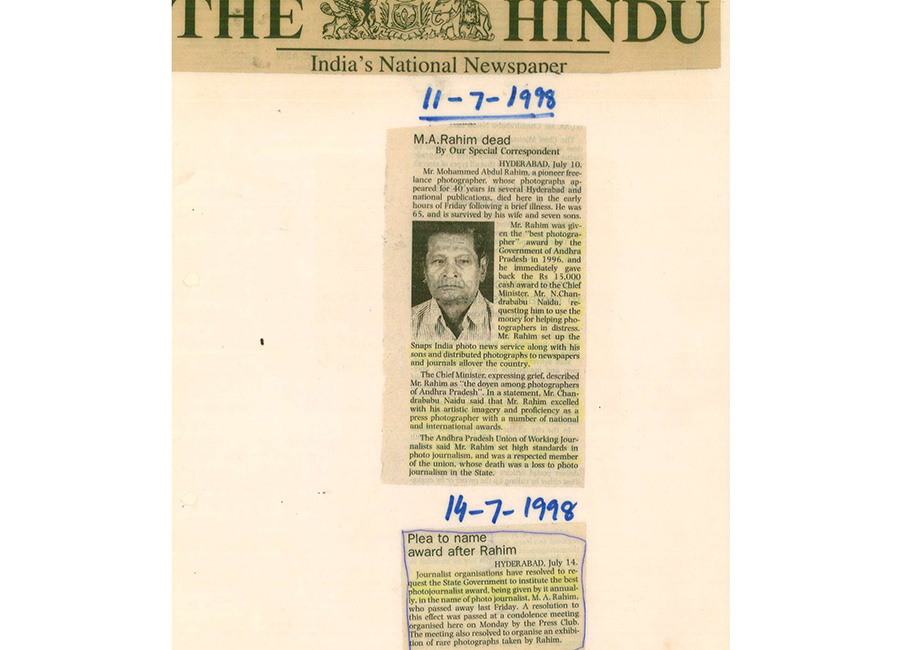 THE HINDU
India's National Newspaper
11-7-1998
M.A.Rahim dead
By Our Special Correspondent
HYDERABAD, July 10.
Mr. Mohammed Abdul Rahim, a pioneer free-
lance photographer, whose photographs ap-
peared for 40 years in several Hyderabad and
national publications, died here in the early
hours of Friday following a brief illness. He was
65, and is survived by his wife and seven sons.
Mr. Rahim was giv-
en the "best photogra-
pher" award by the
Government of Andhra
Pradesh in 1996, and
he immediately gave
back the Rs 15,000
cash award to the Chief
Minister, Mr. N.Chan-
drababu Naidu, re-
questing him to use the
money for helping pho-
tographers in distress.
Mr. Rahim set up the
Snaps India photo news service along with his
sons and distributed photographs to newspapers
and journals allover the country.
The Chief Minister, expressing grief, described
Mr. Rahim as "the doyen among photographers
of Andhra Pradesh". In a statement, Mr. Chan-
drababu Naidu said that Mr. Rahim excelled
with his artistic imagery and proficiency as a
press photographer with a number of national
and international awards.
The Andhra Pradesh Union of Working Jour-
nalists said Mr. Rahim set high standards in
photo journalism, and was a respected member
of the union, whose death was a loss to photo
journalism in the State.
14-7-1998
Plea to name
award after Rahim
HYDERABAD, July 14.
Journalist organisations have resolved to re-
quest the State Government to institute the best
photojournalist award, being given by it annual-
ly, in the name of photo journalist, M. A. Rahim,
who passed away last Friday. A resolution to
this effect was passed at a condolence meeting
organised here on Monday by the Press Club.
The meeting also resolved to organise an exhibi-
tion of rare photographs taken by Rahim.